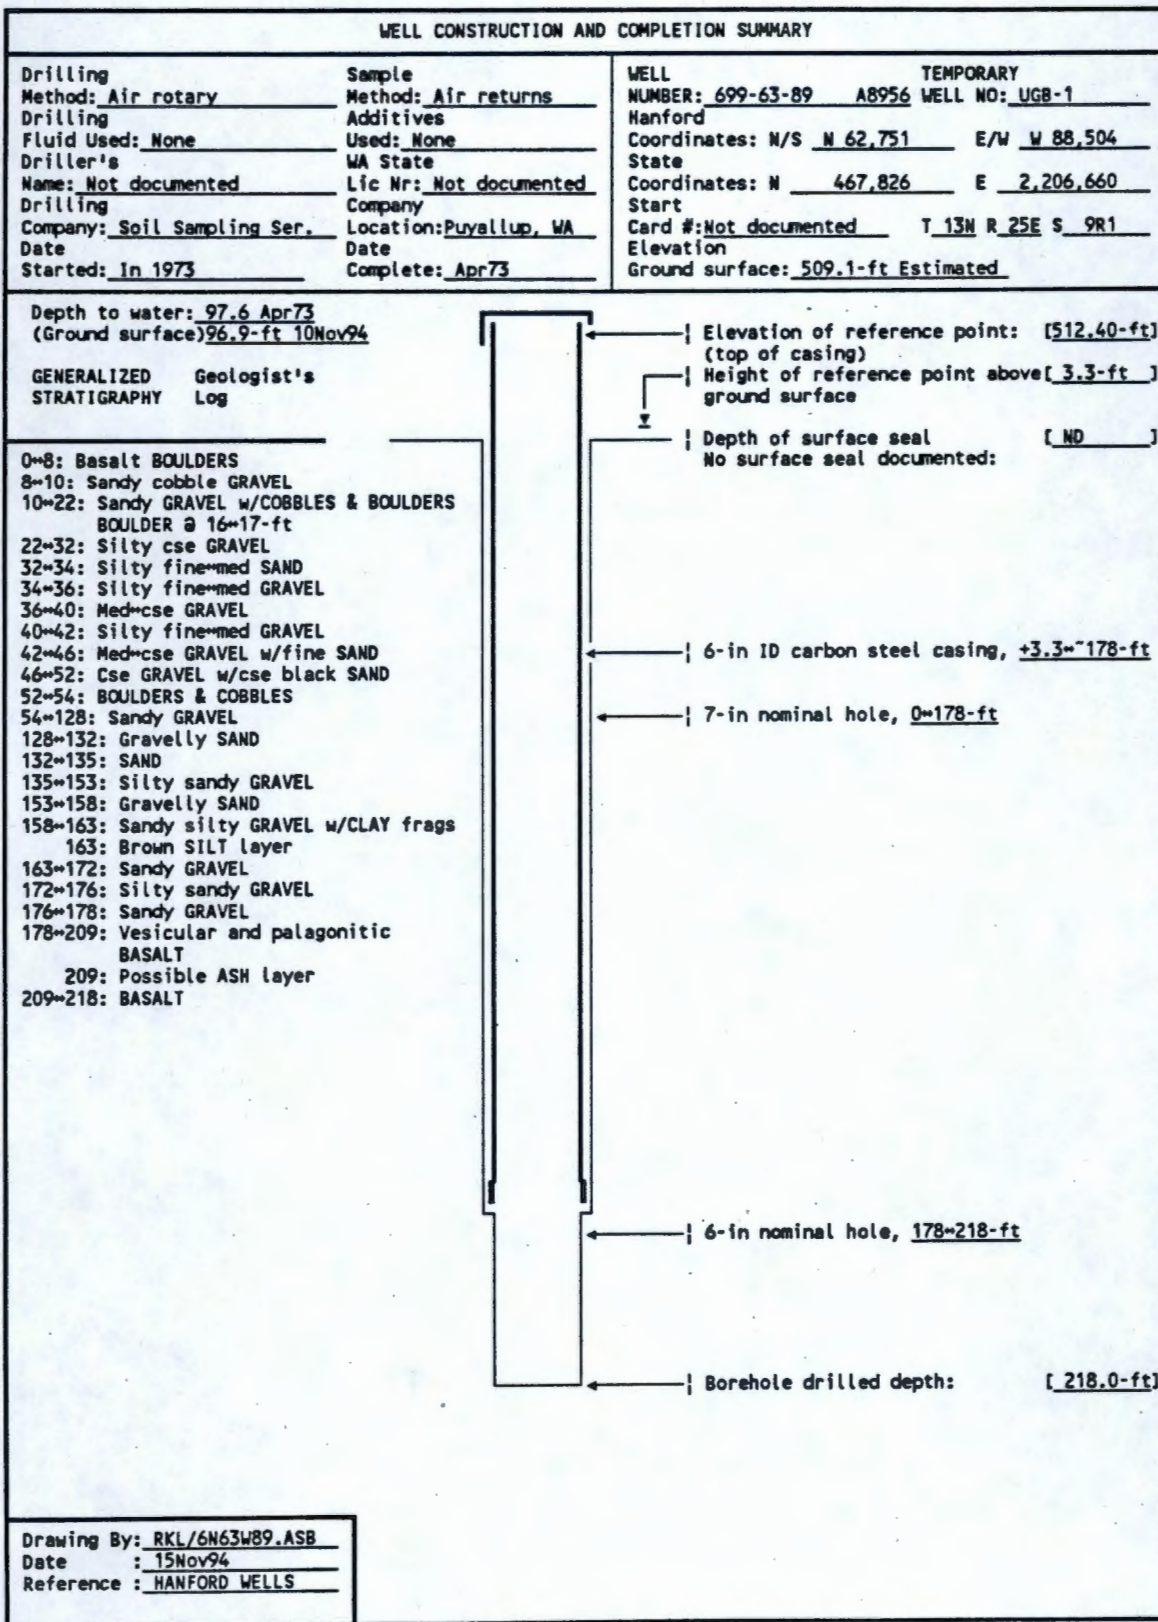 WELL CONSTRUCTION AND COMPLETION SUMMARY
Drilling
Method: Air rotary
Drilling
Fluid Used: None
Driller's
Name: Not documented
Drilling
Company: Soil Sampling Ser.
Date
Started: In 1973
Sample
Method: Air returns
Additives
Used: None
WA State
Lic Nr: Not documented
Company
Location: Puyallup, WA
Date
Complete: Apr73
WELL TEMPORARY
NUMBER: 699-63-89 A8956 WELL NO: UGB-1
Hanford
Coordinates: N/S N 62,751 E/W W 88,504
State
Coordinates: N 467,826 E 2,206,660
Start
Card #: Not documented T 13N R 25E S 9R1
Elevation
Ground surface: 509.1-ft Estimated
Depth to water: 97.6 Apr73
(Ground surface) 96.9-ft 10Nov94
GENERALIZED Geologist's
STRATIGRAPHY Log
0↔8: Basalt BOULDERS
8↔10: Sandy cobble GRAVEL
10↔22: Sandy GRAVEL w/COBBLES & BOULDERS
BOULDER @ 16↔17-ft
22↔32: Silty cse GRAVEL
32↔34: Silty fine↔med SAND
34↔36: Silty fine↔med GRAVEL
36↔40: Med↔cse GRAVEL
40↔42: Silty fine↔med GRAVEL
42↔46: Med↔cse GRAVEL w/fine SAND
46↔52: Cse GRAVEL w/cse black SAND
52↔54: BOULDERS & COBBLES
54↔128: Sandy GRAVEL
128↔132: Gravelly SAND
132↔135: SAND
135↔153: Silty sandy GRAVEL
153↔158: Gravelly SAND
158↔163: Sandy silty GRAVEL w/CLAY frags
163: Brown SILT layer
163↔172: Sandy GRAVEL
172↔176: Silty sandy GRAVEL
176↔178: Sandy GRAVEL
178↔209: Vesicular and palagonitic
BASALT
209: Possible ASH layer
209↔218: BASALT
Elevation of reference point: [512.40-ft]
(top of casing)
Height of reference point above [ 3.3-ft ]
ground surface
Depth of surface seal [ ND ]
No surface seal documented:
6-in ID carbon steel casing, +3.3↔~178-ft
7-in nominal hole, 0↔178-ft
6-in nominal hole, 178↔218-ft
Borehole drilled depth: [ 218.0-ft]
Drawing By: RKL/6N63W89.ASB
Date : 15Nov94
Reference : HANFORD WELLS